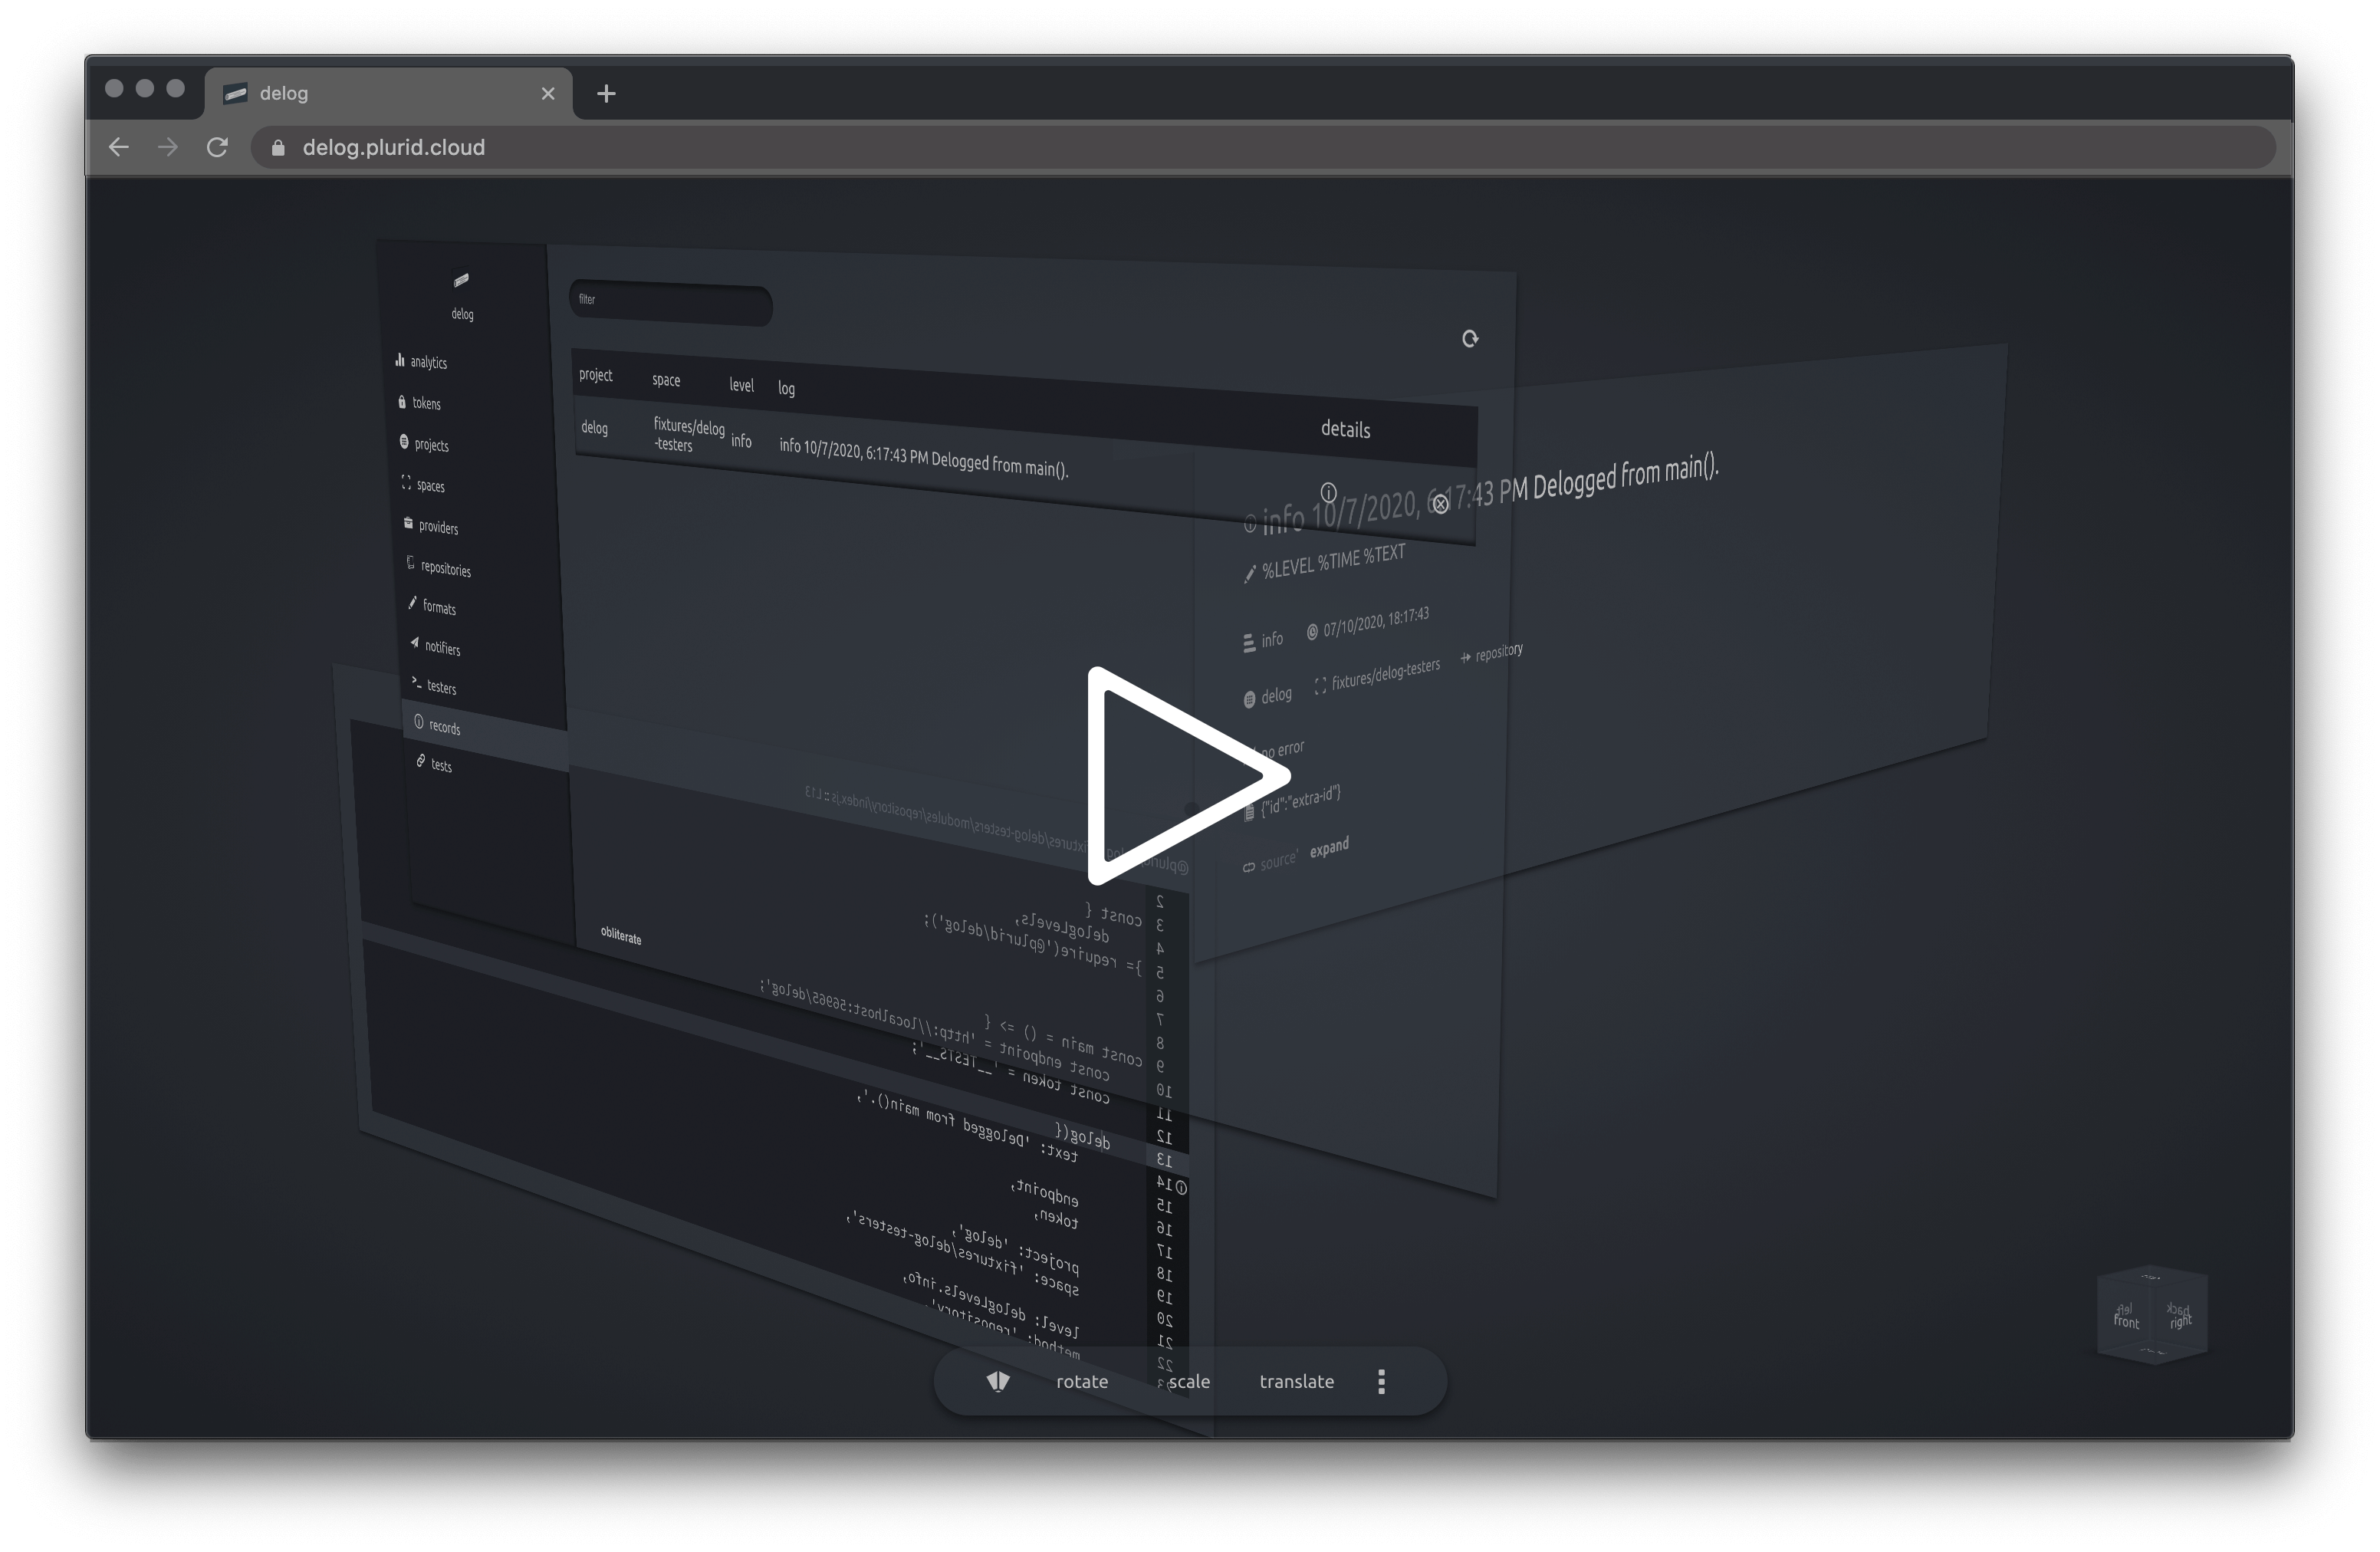 delog
delog.plurid.cloud
delog
analytics
tokens
projects
spaces
providers
repositories
formats
notifiers
testers
records
tests
filter
project space level log details
delog fixtures/delog-testers info info 10/7/2020, 6:17:43 PM Delogged from main().
obliterate
info 10/7/2020, 6:17:43 PM Delogged from main().
%LEVEL %TIME %TEXT
info 07/10/2020, 18:17:43
delog fixtures/delog-testers repository
no error
{"id":"extra-id"}
source' expand
fixtures/delog-testers/modules/repository/index.js :: L13
2 const {
3 delogLevels,
4 } = require('@plurid/delog');
5
6
7 const main = () => {
8 const endpoint = 'http://localhost:56965/delog';
9 const token = '__TESTS__';
10
11 delog({
12 text: 'Delogged from main().',
13
14 endpoint,
15 token,
16
17 project: 'delog',
18 space: 'fixtures/delog-testers',
19
20 level: delogLevels.info,
21 method: 'repository',
22
rotate scale translate
left back
front right